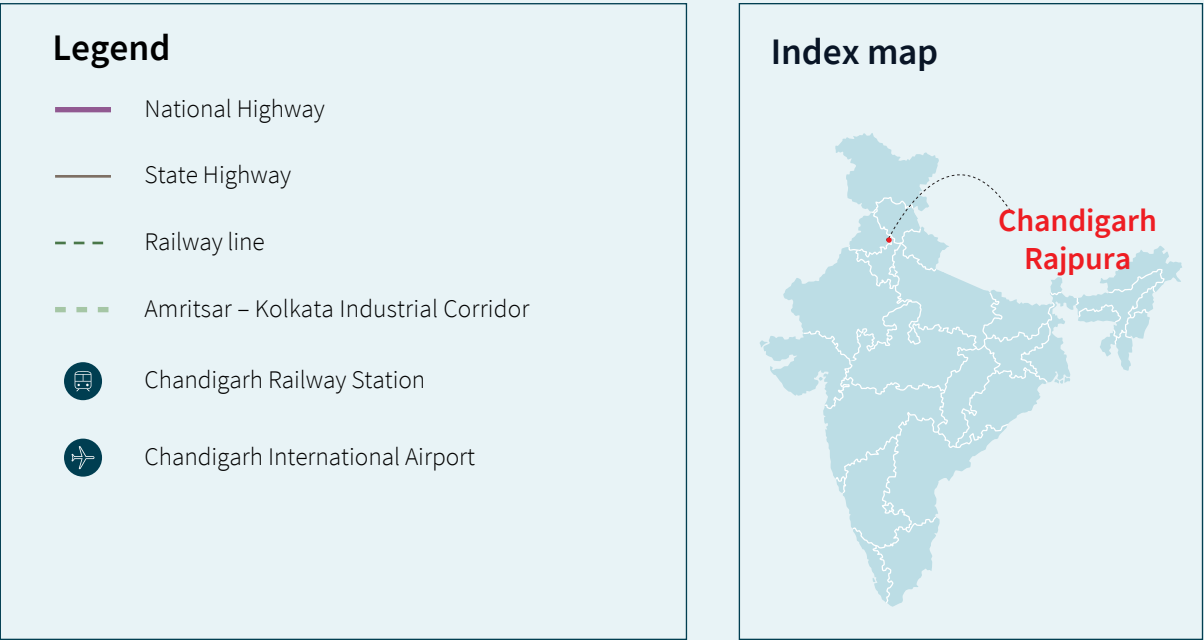 Legend
National Highway
State Highway
Railway line
Amritsar – Kolkata Industrial Corridor
Chandigarh Railway Station
Chandigarh International Airport
Index map
Chandigarh
Rajpura